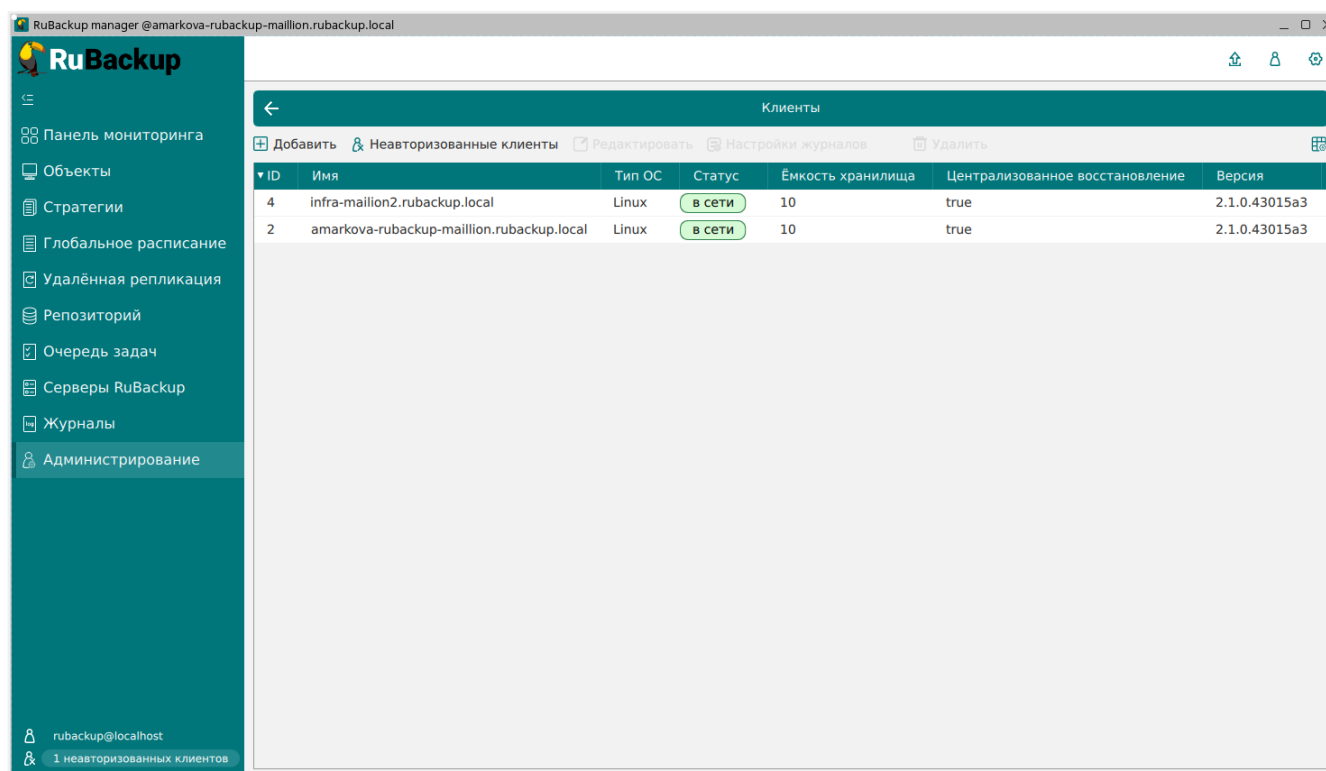 RuBackup manager @amarkova-rubackup-maillion.rubackup.local
RuBackup
Клиенты
Панель мониторинга
Добавить Неавторизованные клиенты Редактировать Настройки журналов Удалить
Объекты
ID Имя Тип ОС Статус Ёмкость хранилища Централизованное восстановление Версия
4 infra-mailion2.rubackup.local Linux в сети 10 true 2.1.0.43015a3
Стратегии
2 amarkova-rubackup-maillion.rubackup.local Linux в сети 10 true 2.1.0.43015a3
Глобальное расписание
Удалённая репликация
Репозиторий
Очередь задач
Серверы RuBackup
log Журналы
Администрирование
rubackup@localhost
1 неавторизованных клиентов